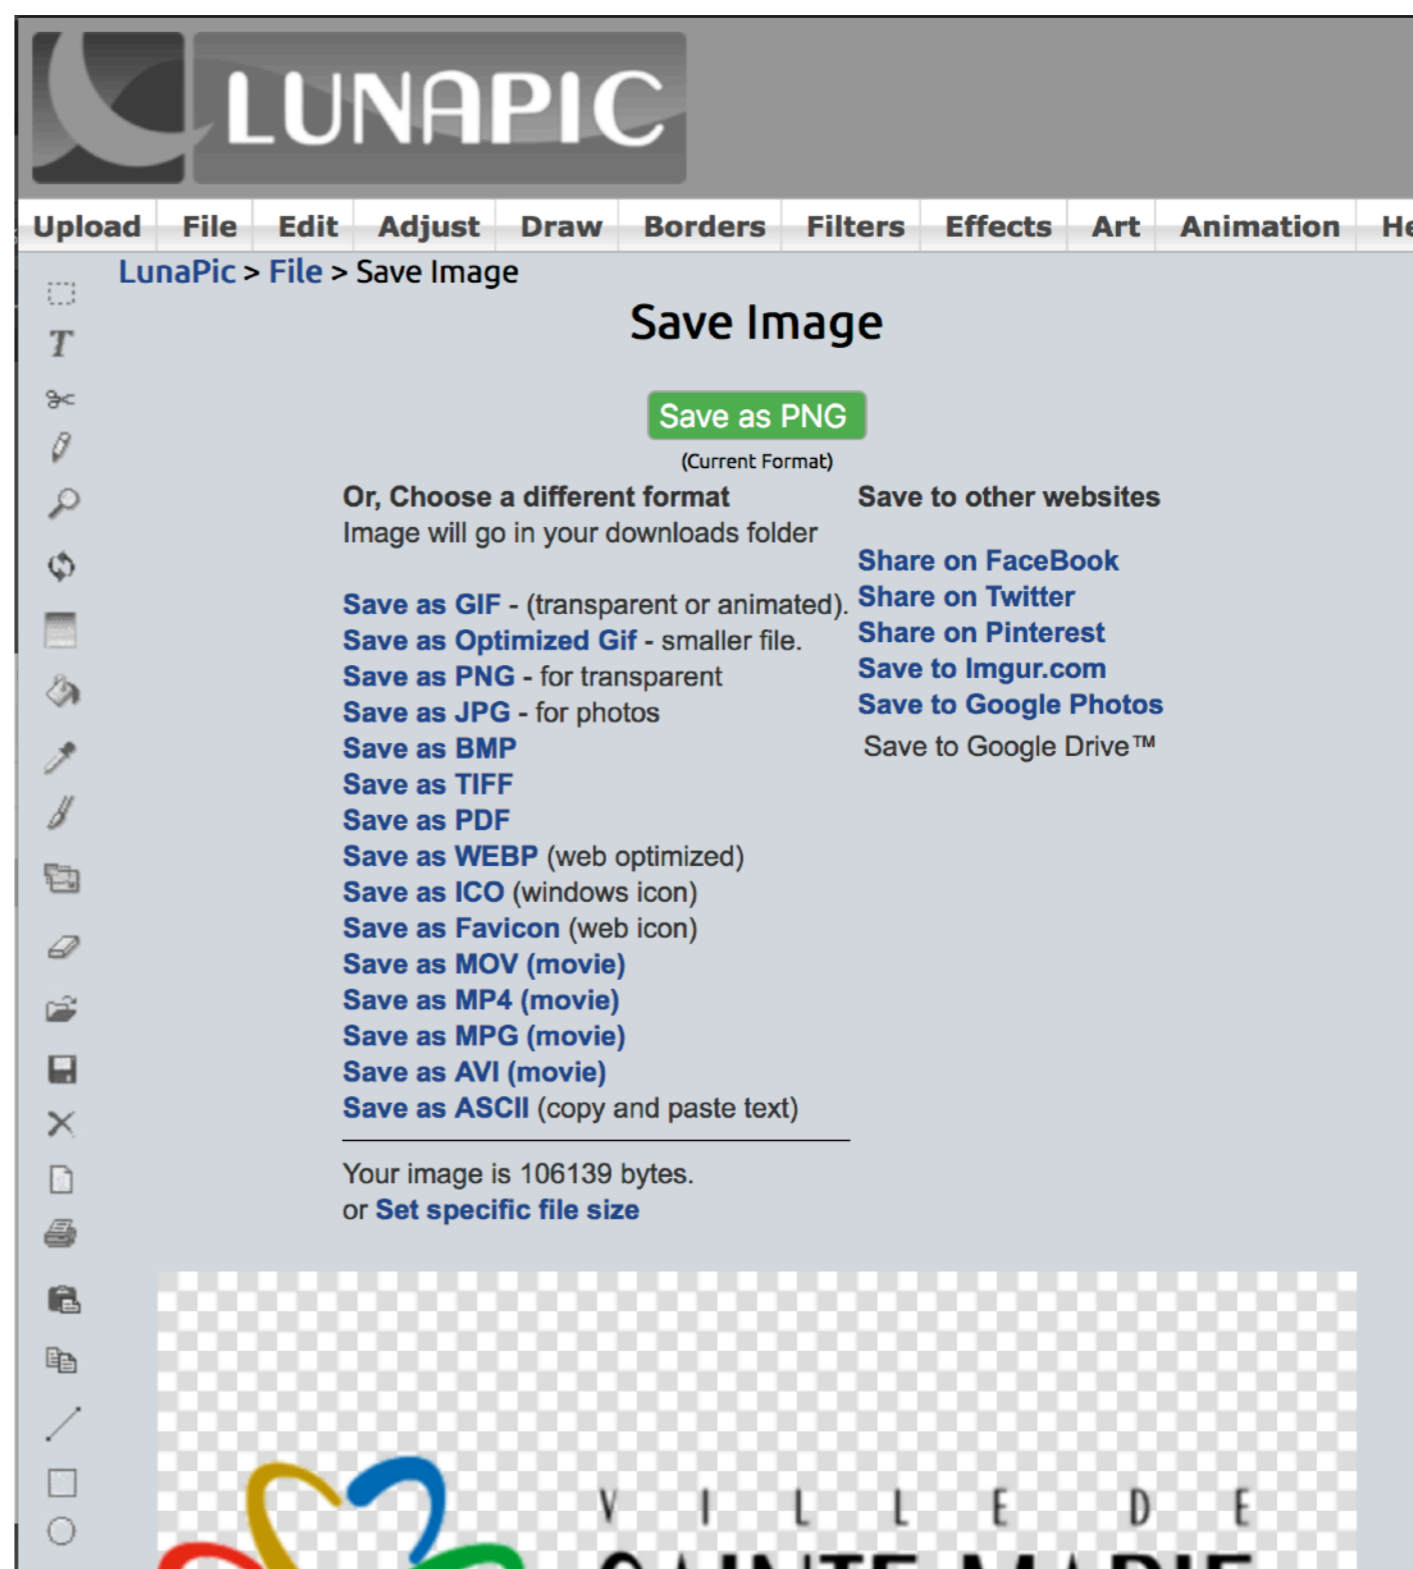 LUNAPIC
Upload File Edit Adjust Draw Borders Filters Effects Art Animation
LunaPic > File > Save Image
Save Image
Save as PNG
(Current Format)
Or, Choose a different format
Image will go in your downloads folder
Save as GIF - (transparent or animated).
Save as Optimized Gif - smaller file.
Save as PNG - for transparent
Save as JPG - for photos
Save as BMP
Save as TIFF
Save as PDF
Save as WEBP (web optimized)
Save as ICO (windows icon)
Save as Favicon (web icon)
Save as MOV (movie)
Save as MP4 (movie)
Save as MPG (movie)
Save as AVI (movie)
Save as ASCII (copy and paste text)
Your image is 106139 bytes.
or Set specific file size
Save to other websites
Share on FaceBook
Share on Twitter
Share on Pinterest
Save to Imgur.com
Save to Google Photos
Save to Google Drive™
VILLE DE
SAINTE MARIE